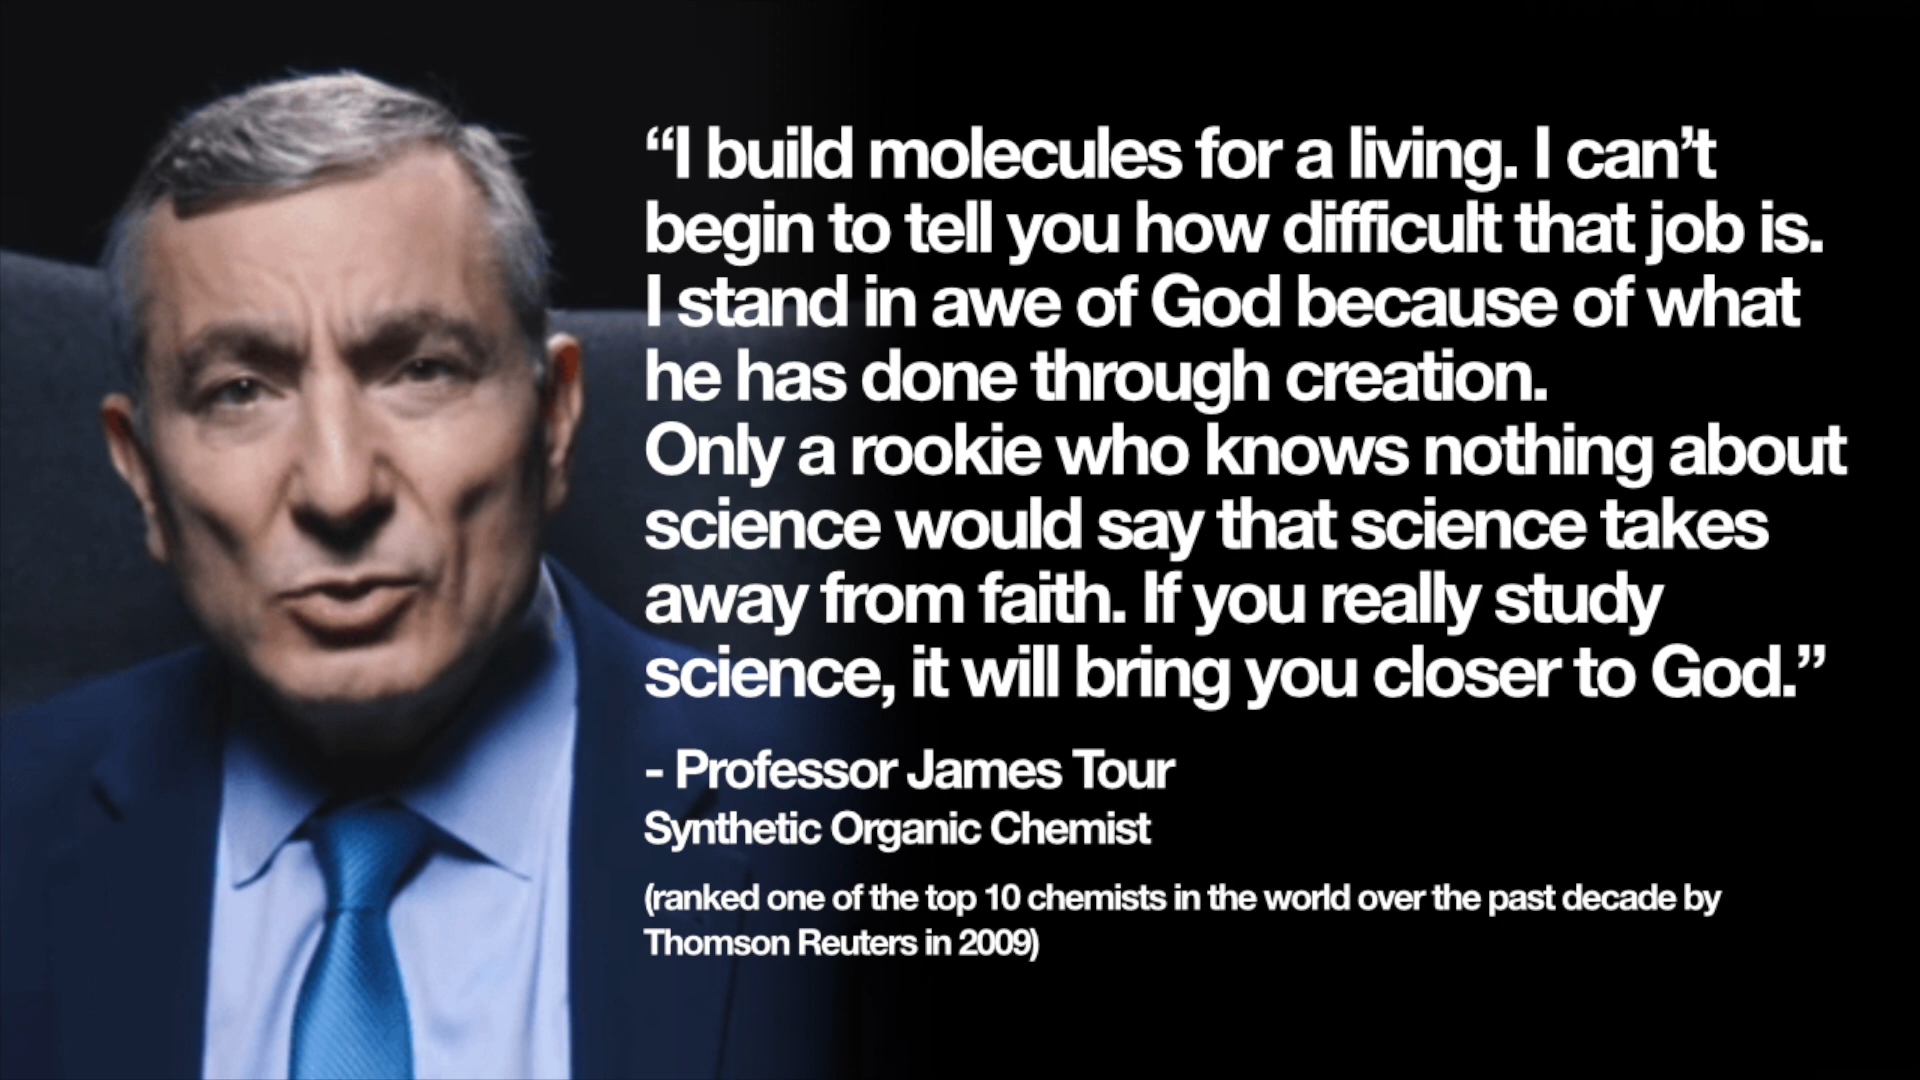 “I build molecules for a living. I can’t
begin to tell you how difficult that job is.
I stand in awe of God because of what
he has done through creation.
Only a rookie who knows nothing about
science would say that science takes
away from faith. If you really study
science, it will bring you closer to God.”
- Professor James Tour
Synthetic Organic Chemist
(ranked one of the top 10 chemists in the world over the past decade by
Thomson Reuters in 2009)